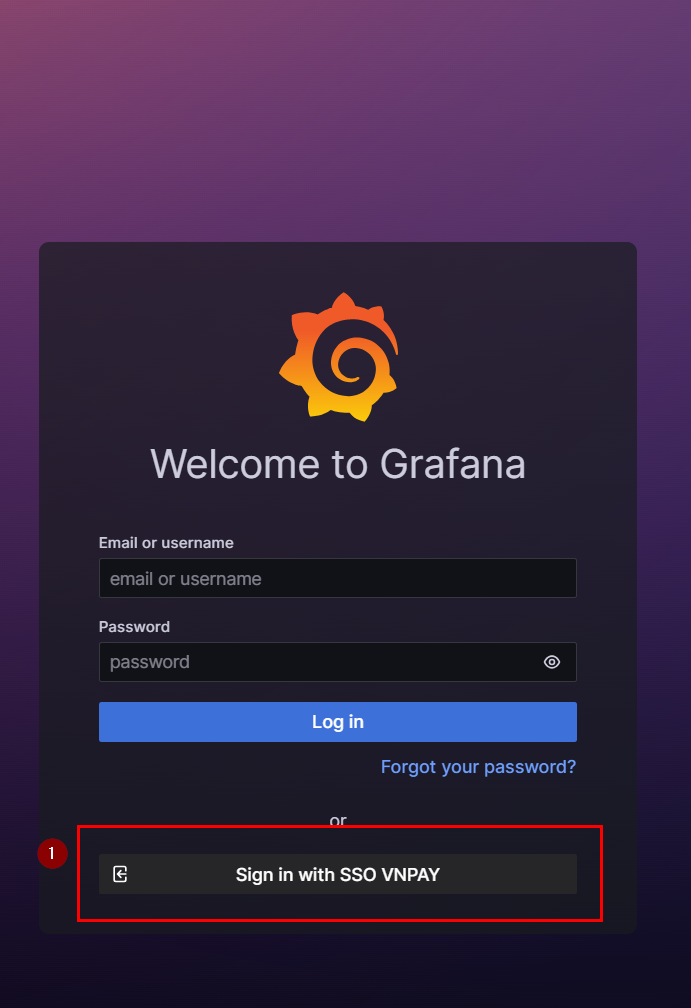 Welcome to Grafana
Email or username
email or username
Password
password
Log in
Forgot your password?
or
1
Sign in with SSO VNPAY